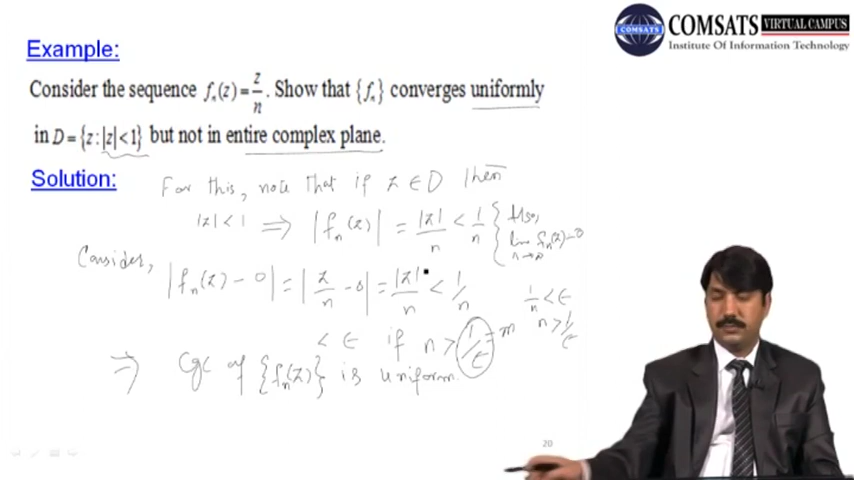 COMSATS
COMSATS VIRTUAL CAMPUS
Institute Of Information Technology
Example:
Consider the sequence fₙ(z) = z/n. Show that {fₙ} converges uniformly
in D = {z : |z| < 1} but not in entire complex plane.
Solution: For this, note that if z ∈ D then
|z| < 1 ⇒ |fₙ(z)| = |z|/n < 1/n { Also, lim n→∞ fₙ(z) = 0
Consider,
|fₙ(z) - 0| = |z/n - 0| = |z|/n < 1/n
1/n < ε
n > 1/ε
< ε if n > 1/ε = m
⇒ Cgc of {fₙ(z)} is uniform.
20